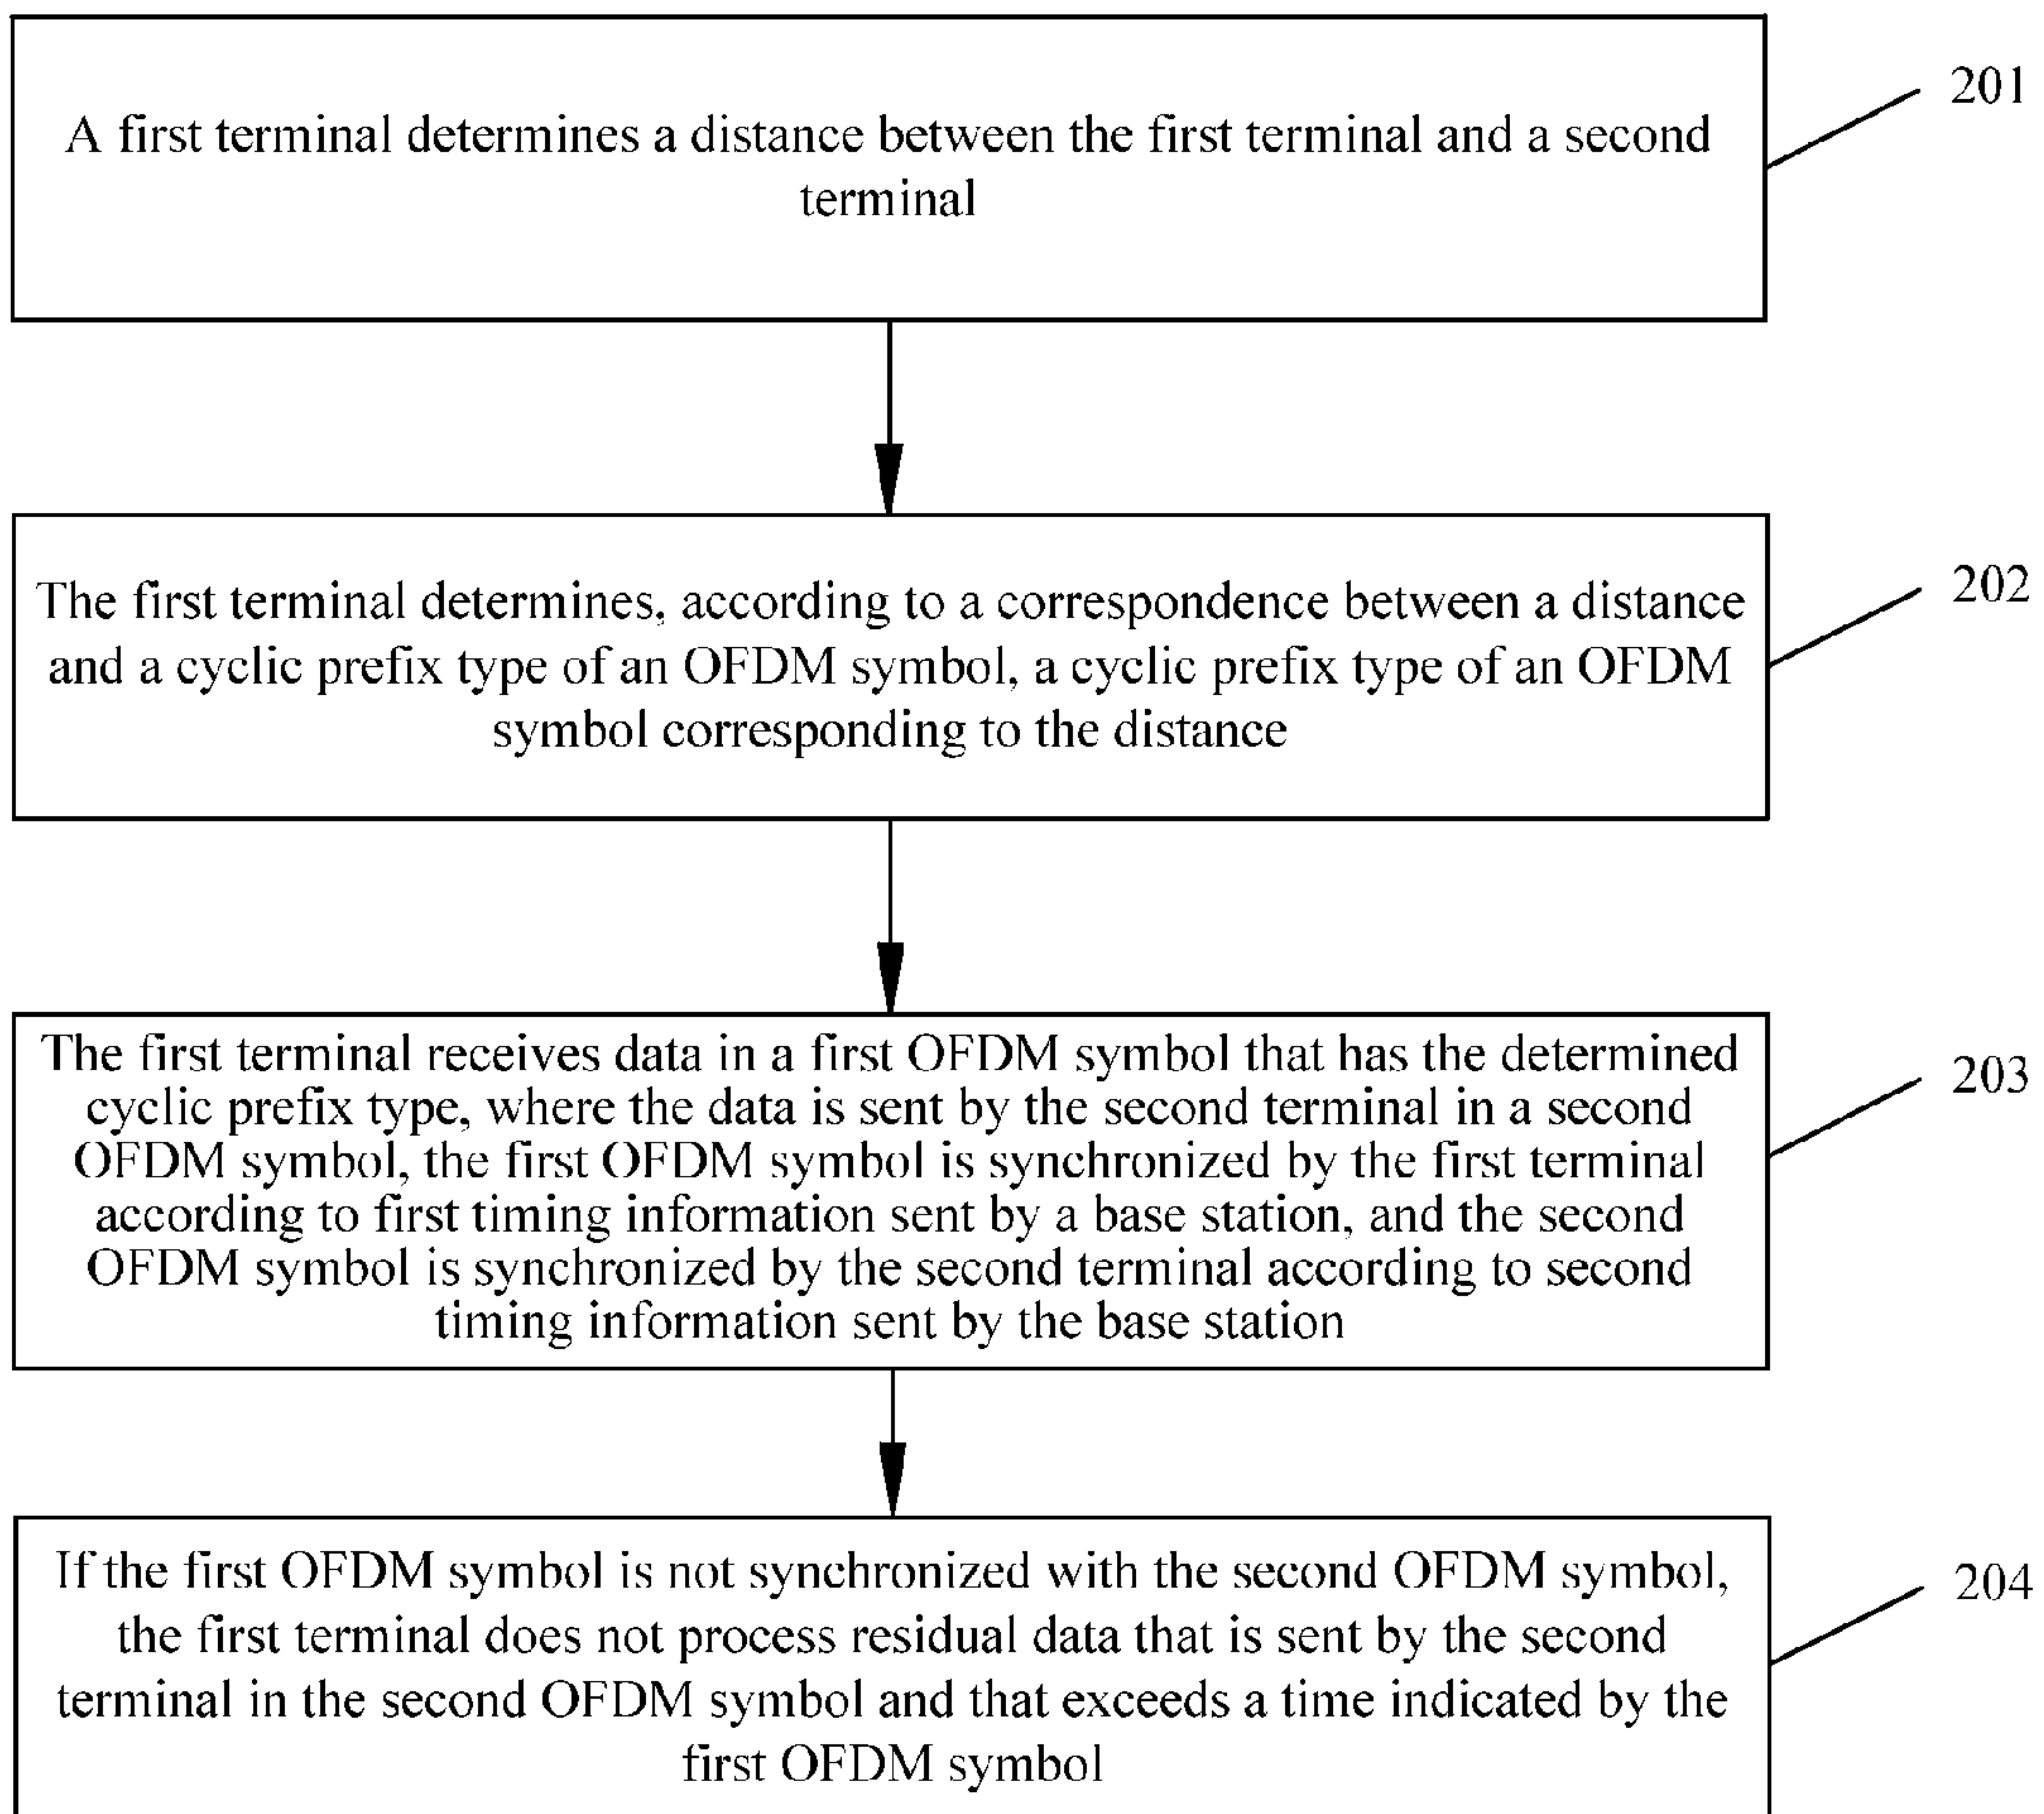 A first terminal determines a distance between the first terminal and a second
terminal
201
The first terminal determines, according to a correspondence between a distance
and a cyclic prefix type of an OFDM symbol, a cyclic prefix type of an OFDM
symbol corresponding to the distance
202
The first terminal receives data in a first OFDM symbol that has the determined
cyclic prefix type, where the data is sent by the second terminal in a second
OFDM symbol, the first OFDM symbol is synchronized by the first terminal
according to first timing information sent by a base station, and the second
OFDM symbol is synchronized by the second terminal according to second
timing information sent by the base station
203
If the first OFDM symbol is not synchronized with the second OFDM symbol,
the first terminal does not process residual data that is sent by the second
terminal in the second OFDM symbol and that exceeds a time indicated by the
first OFDM symbol
204